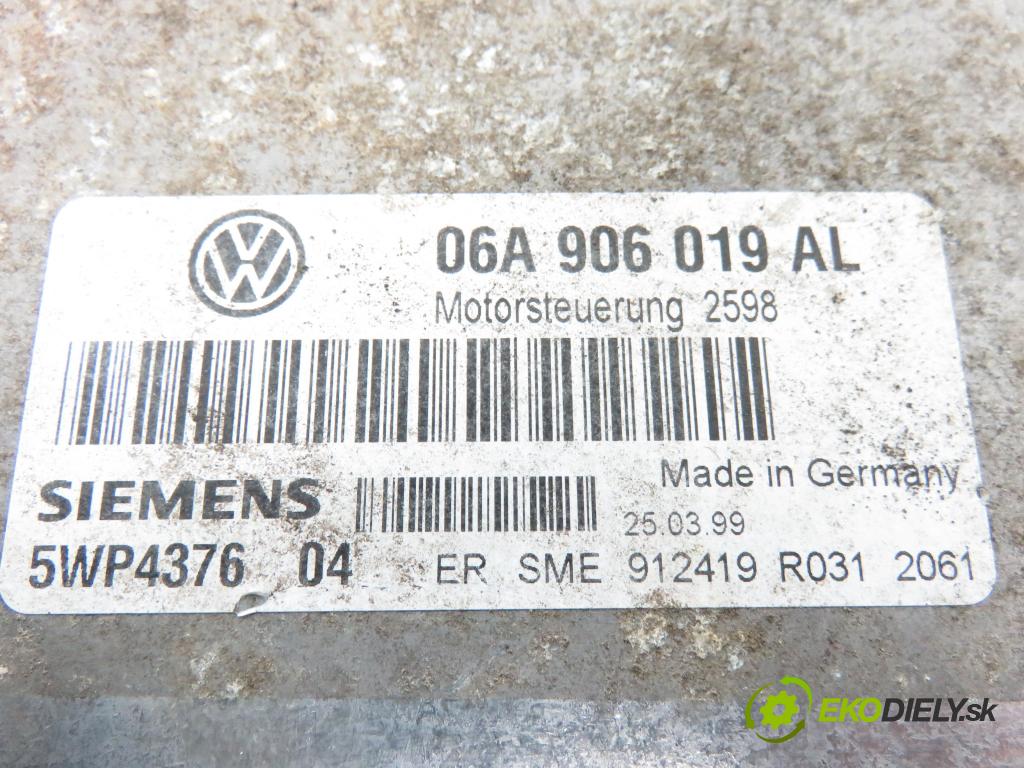 06A 906 019 AL
Motorsteuerung 2598
Made in Germany
SIEMENS
25.03.99
5WP4376 04 ER SME 912419 R031 2061
EKODIELY.sk